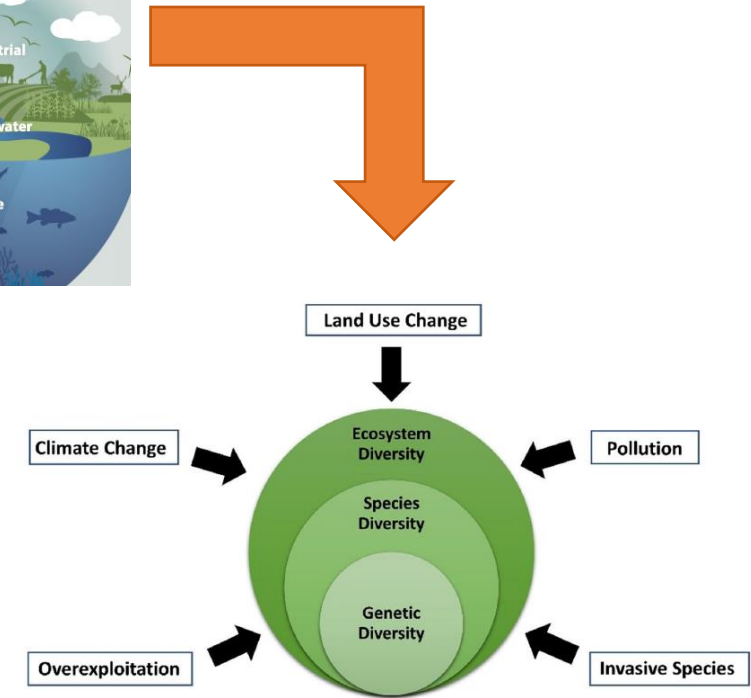 Land Use Change
Climate Change
Ecosystem
Diversity
Pollution
Species
Diversity
Genetic
Diversity
Overexploitation
Invasive Species